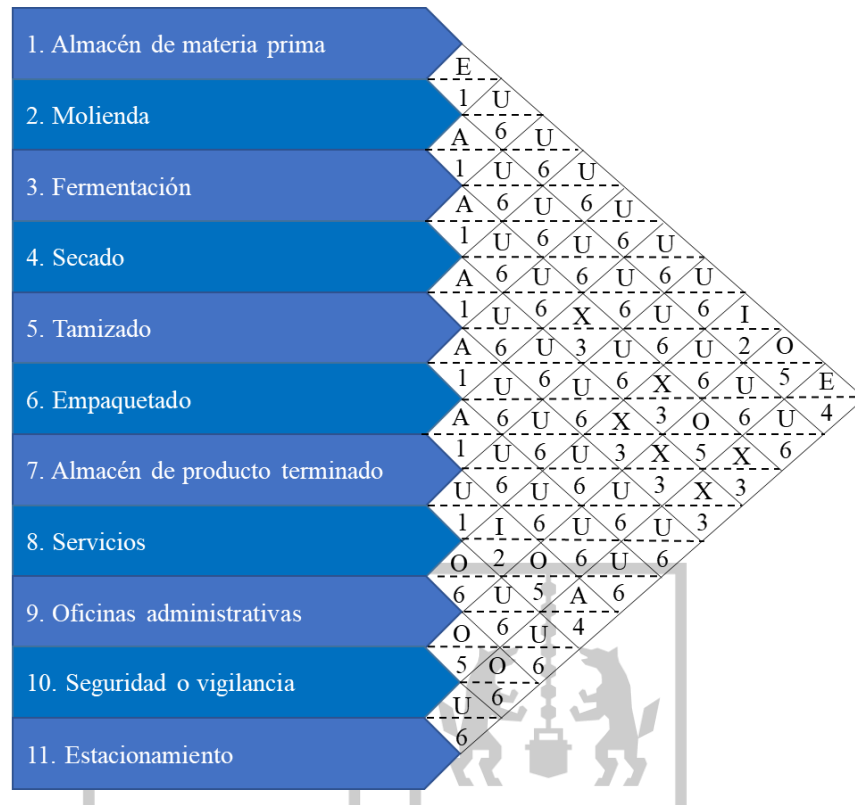 1. Almacén de materia prima
E
1 U
2. Molienda
A 6 U
1 U 6 U
3. Fermentación
A 6 U 6 U
1 U 6 U 6 U
4. Secado
A 6 U 6 U 6 U
1 U 6 X 6 U 6 I
5. Tamizado
A 6 U 3 U 6 U 2 O
1 U 6 U 6 X 6 U 5 E
6. Empaquetado
A 6 U 6 X 3 O 6 U 4
1 U 6 U 3 X 5 X 6
7. Almacén de producto terminado
U 6 U 6 U 3 X 3
1 I 6 U 6 U 3
8. Servicios
O 2 O 6 U 6
6 U 5 A 6
9. Oficinas administrativas
O 6 U 4
5 O 6
10. Seguridad o vigilancia
U 6
6
11. Estacionamiento